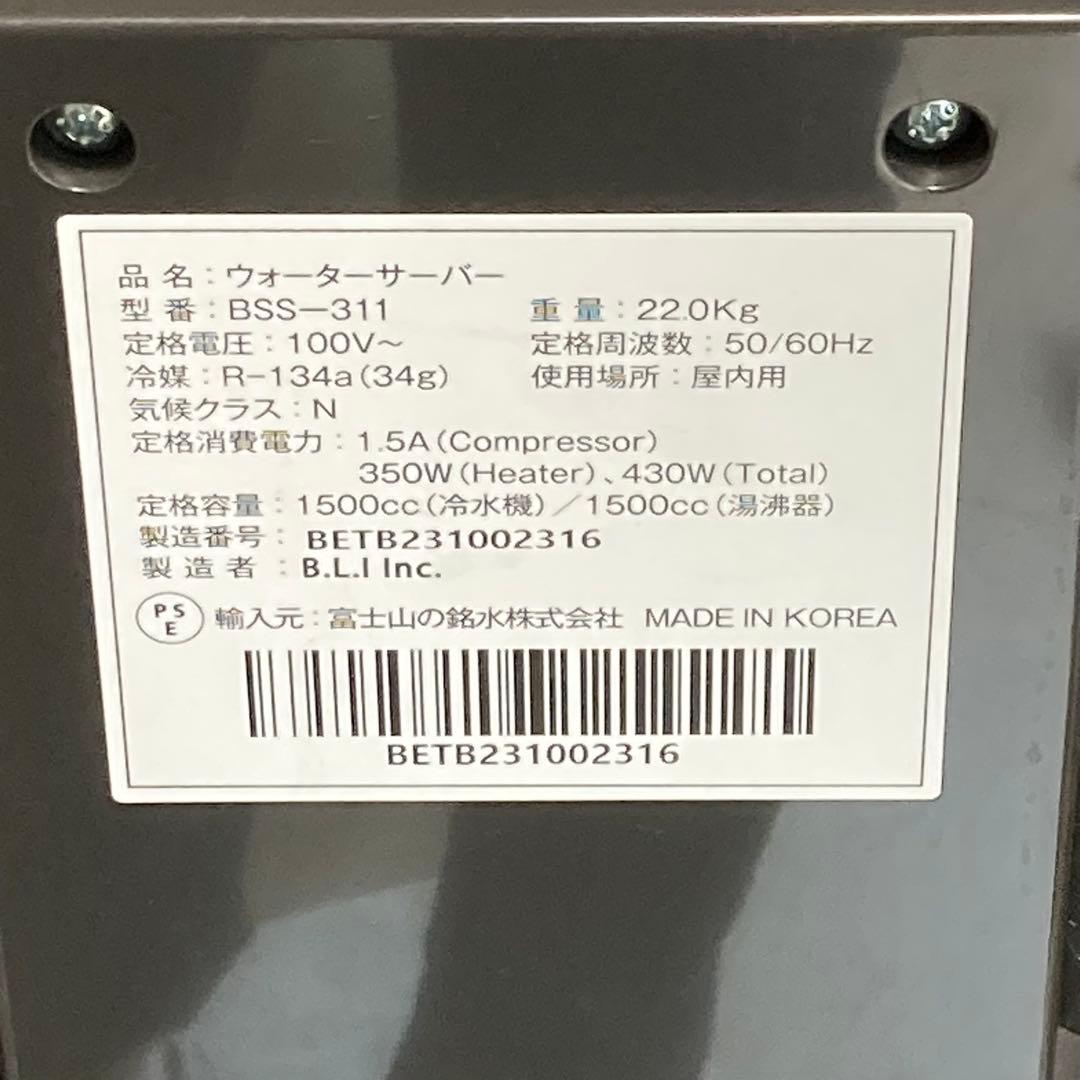 品名：ウォーターサーバー
型番：BSS-311 重量：22.0Kg
定格電圧：100V～ 定格周波数：50/60Hz
冷媒：R-134a(34g) 使用場所：屋内用
気候クラス：N
定格消費電力：1.5A(Compressor)
350W(Heater)、430W(Total)
定格容量：1500cc(冷水機)／1500cc(湯沸器)
製造番号：BETB231002316
製造者：B.L.I Inc.
PSE 輸入元：富士山の銘水株式会社 MADE IN KOREA
BETB231002316